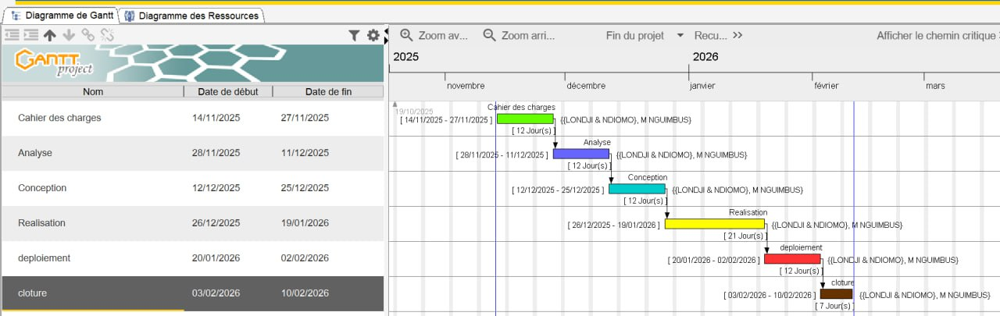 Diagramme de Gantt Diagramme des Ressources
Zoom av... Zoom arri... Fin du projet Recu... >> Afficher le chemin critique
GANTT project
2025 2026
novembre décembre janvier février mars
Nom Date de début Date de fin
19/10/2025
Cahier des charges 14/11/2025 27/11/2025
Cahier des charges
[ 14/11/2025 - 27/11/2025 ] {{LONDJI & NDIOMO}, M NGUIMBUS}
[ 12 Jour(s) ]
Analyse 28/11/2025 11/12/2025
Analyse
[ 28/11/2025 - 11/12/2025 ] {{LONDJI & NDIOMO}, M NGUIMBUS}
[ 12 Jour(s) ]
Conception 12/12/2025 25/12/2025
Conception
[ 12/12/2025 - 25/12/2025 ] {{LONDJI & NDIOMO}, M NGUIMBUS}
[ 12 Jour(s) ]
Realisation 26/12/2025 19/01/2026
Realisation
[ 26/12/2025 - 19/01/2026 ] {{LONDJI & NDIOMO}, M NGUIMBUS}
[ 21 Jour(s) ]
deploiement 20/01/2026 02/02/2026
deploiement
[ 20/01/2026 - 02/02/2026 ] {{LONDJI & NDIOMO}, M NGUIMBUS}
[ 12 Jour(s) ]
cloture 03/02/2026 10/02/2026
cloture
[ 03/02/2026 - 10/02/2026 ] {{LONDJI & NDIOMO}, M NGUIMBUS}
[ 7 Jour(s) ]